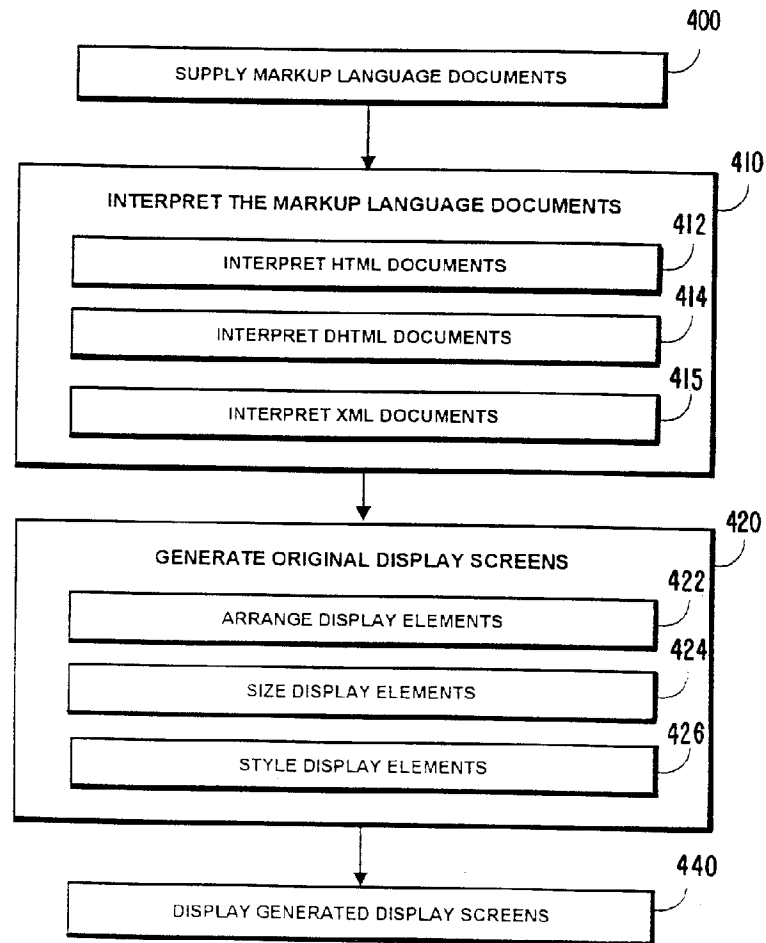 400
SUPPLY MARKUP LANGUAGE DOCUMENTS
410
INTERPRET THE MARKUP LANGUAGE DOCUMENTS
412
INTERPRET HTML DOCUMENTS
414
INTERPRET DHTML DOCUMENTS
415
INTERPRET XML DOCUMENTS
420
GENERATE ORIGINAL DISPLAY SCREENS
422
ARRANGE DISPLAY ELEMENTS
424
SIZE DISPLAY ELEMENTS
426
STYLE DISPLAY ELEMENTS
440
DISPLAY GENERATED DISPLAY SCREENS